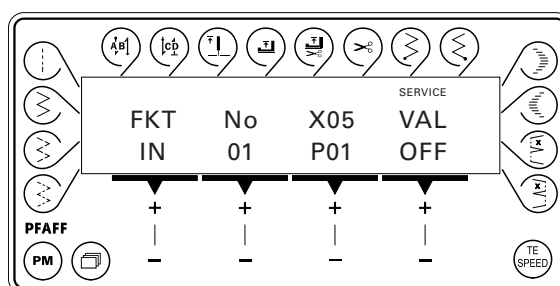 A B C D
SERVICE
FKT No X05 VAL
IN 01 P01 OFF
x
x
+ + + +
– – – –
PFAFF
PM
TE
SPEED